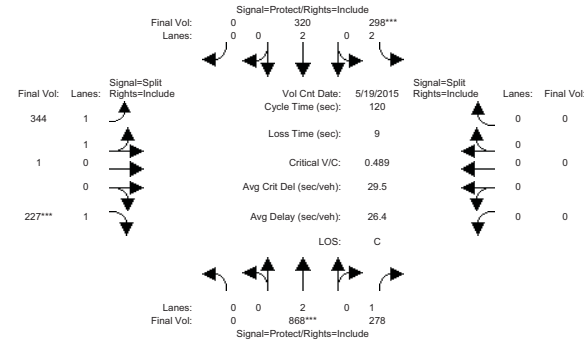 Signal=Protect/Rights=Include
Final Vol: 0 320 298***
Lanes: 0 0 2 0 2
Signal=Split Signal=Split
Final Vol: Lanes: Rights=Include Vol Cnt Date: 5/19/2015 Rights=Include Lanes: Final Vol:
Cycle Time (sec): 120
344 1 0 0
Loss Time (sec): 9
1 0
1 0 Critical V/C: 0.489 0 0
0 Avg Crit Del (sec/veh): 29.5 0
227*** 1 Avg Delay (sec/veh): 26.4 0 0
LOS: C
Lanes: 0 0 2 0 1
Final Vol: 0 868*** 278
Signal=Protect/Rights=Include